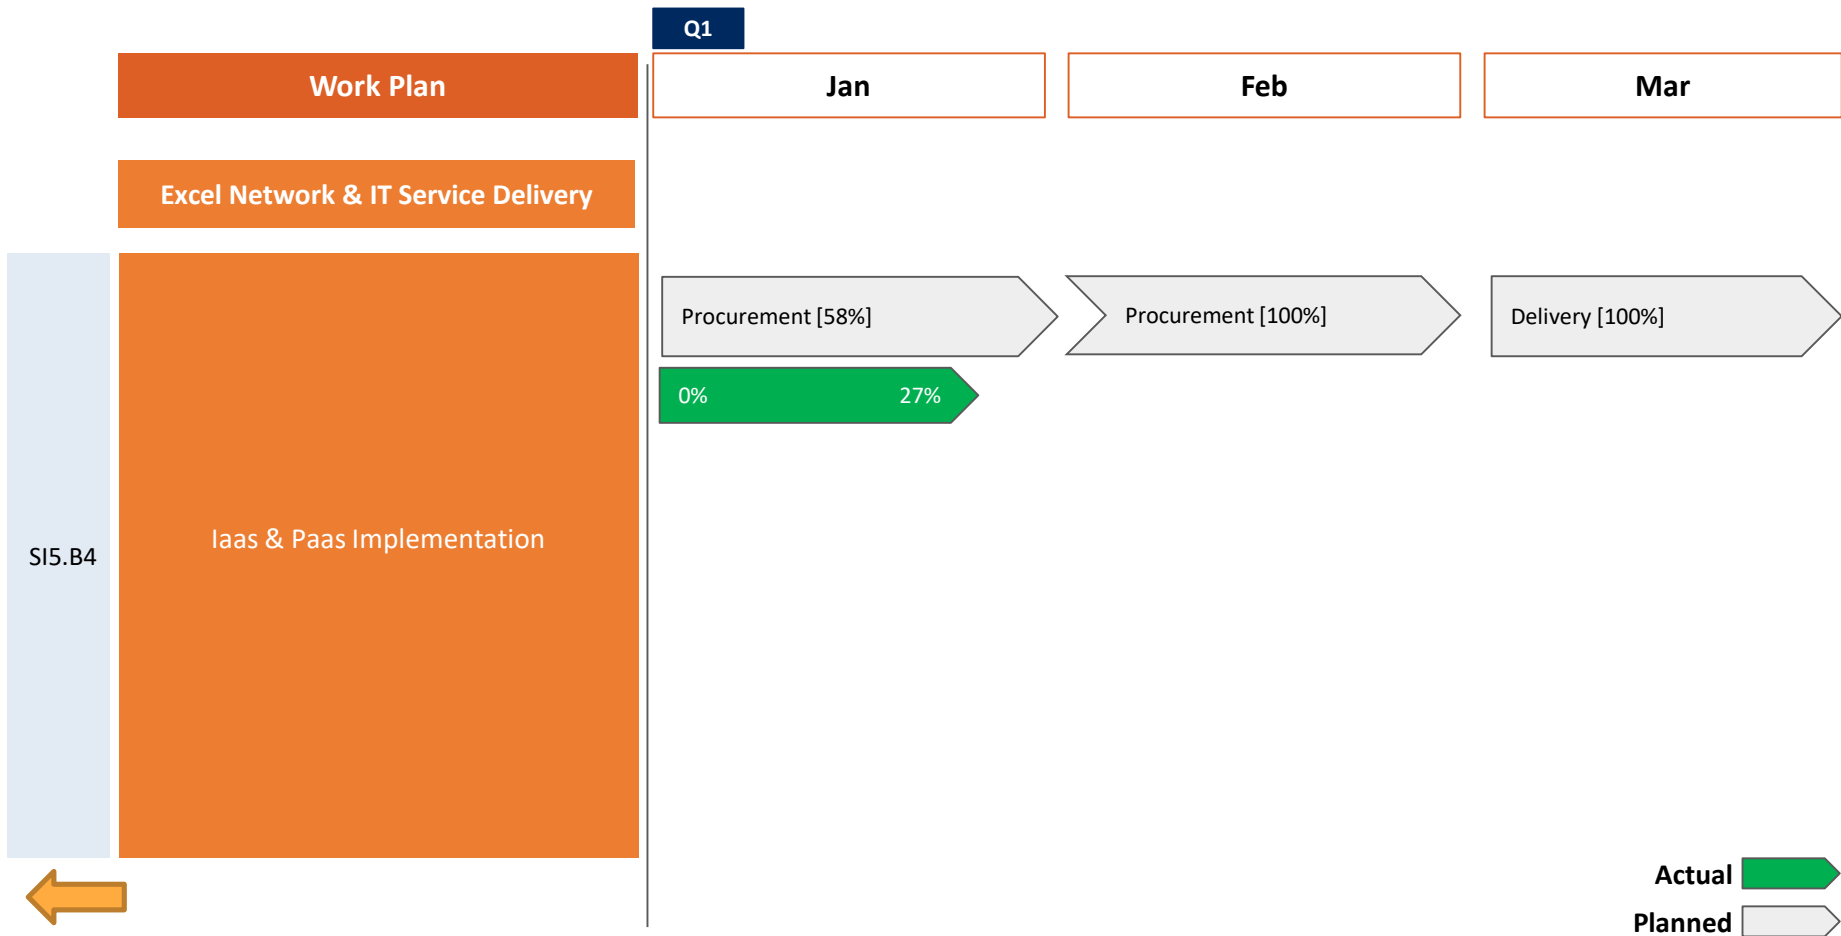 Q1
Work Plan
Jan
Feb
Mar
Excel Network & IT Service Delivery
SI5.B4
Iaas & Paas Implementation
Procurement [58%]
Procurement [100%]
Delivery [100%]
0%
27%
Actual
Planned